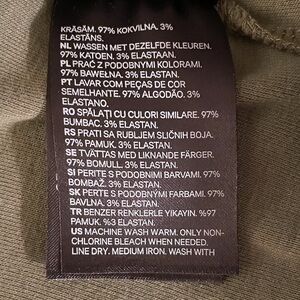 KRĀSĀM. 97% KOKVILNA. 3%
ELASTĀNS.
NL WASSEN MET DEZELFDE KLEUREN.
97% KATOEN. 3% ELASTAAN.
PL PRAĆ Z PODOBNYMI KOLORAMI.
97% BAWEŁNA. 3% ELASTAN.
PT LAVAR COM PEÇAS DE COR
SEMELHANTE. 97% ALGODÃO. 3%
ELASTANO.
RO SPĂLAŢI CU CULORI SIMILARE. 97%
BUMBAC. 3% ELASTAN.
RS PRATI SA RUBLJEM SLIČNIH BOJA.
97% PAMUK. 3% ELASTAN.
SE TVÄTTAS MED LIKNANDE FÄRGER.
97% BOMULL. 3% ELASTAN.
SI PERITE S PODOBNIMI BARVAMI. 97%
BOMBAŽ. 3% ELASTAN.
SK PERTE S PODOBNÝMI FARBAMI. 97%
BAVLNA. 3% ELASTAN.
TR BENZER RENKLERLE YIKAYIN. %97
PAMUK. %3 ELASTAN.
US MACHINE WASH WARM. ONLY NON-
CHLORINE BLEACH WHEN NEEDED.
LINE DRY. MEDIUM IRON. WASH WITH